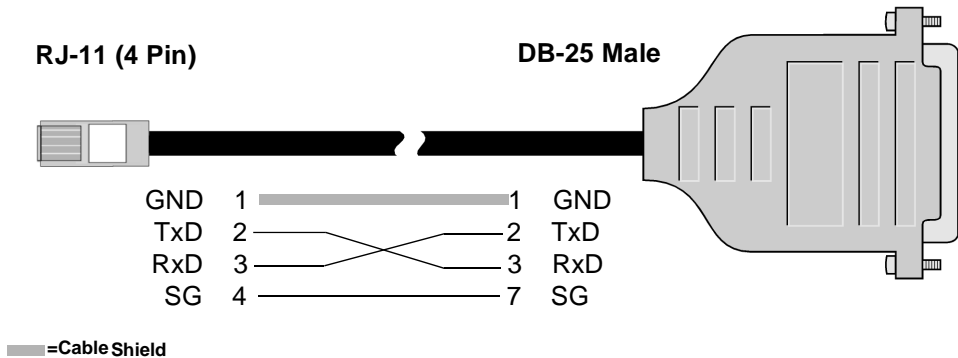 RJ-11 (4 Pin)
DB-25 Male
GND 1 1 GND
TxD 2 2 TxD
RxD 3 3 RxD
SG 4 7 SG
=Cable Shield